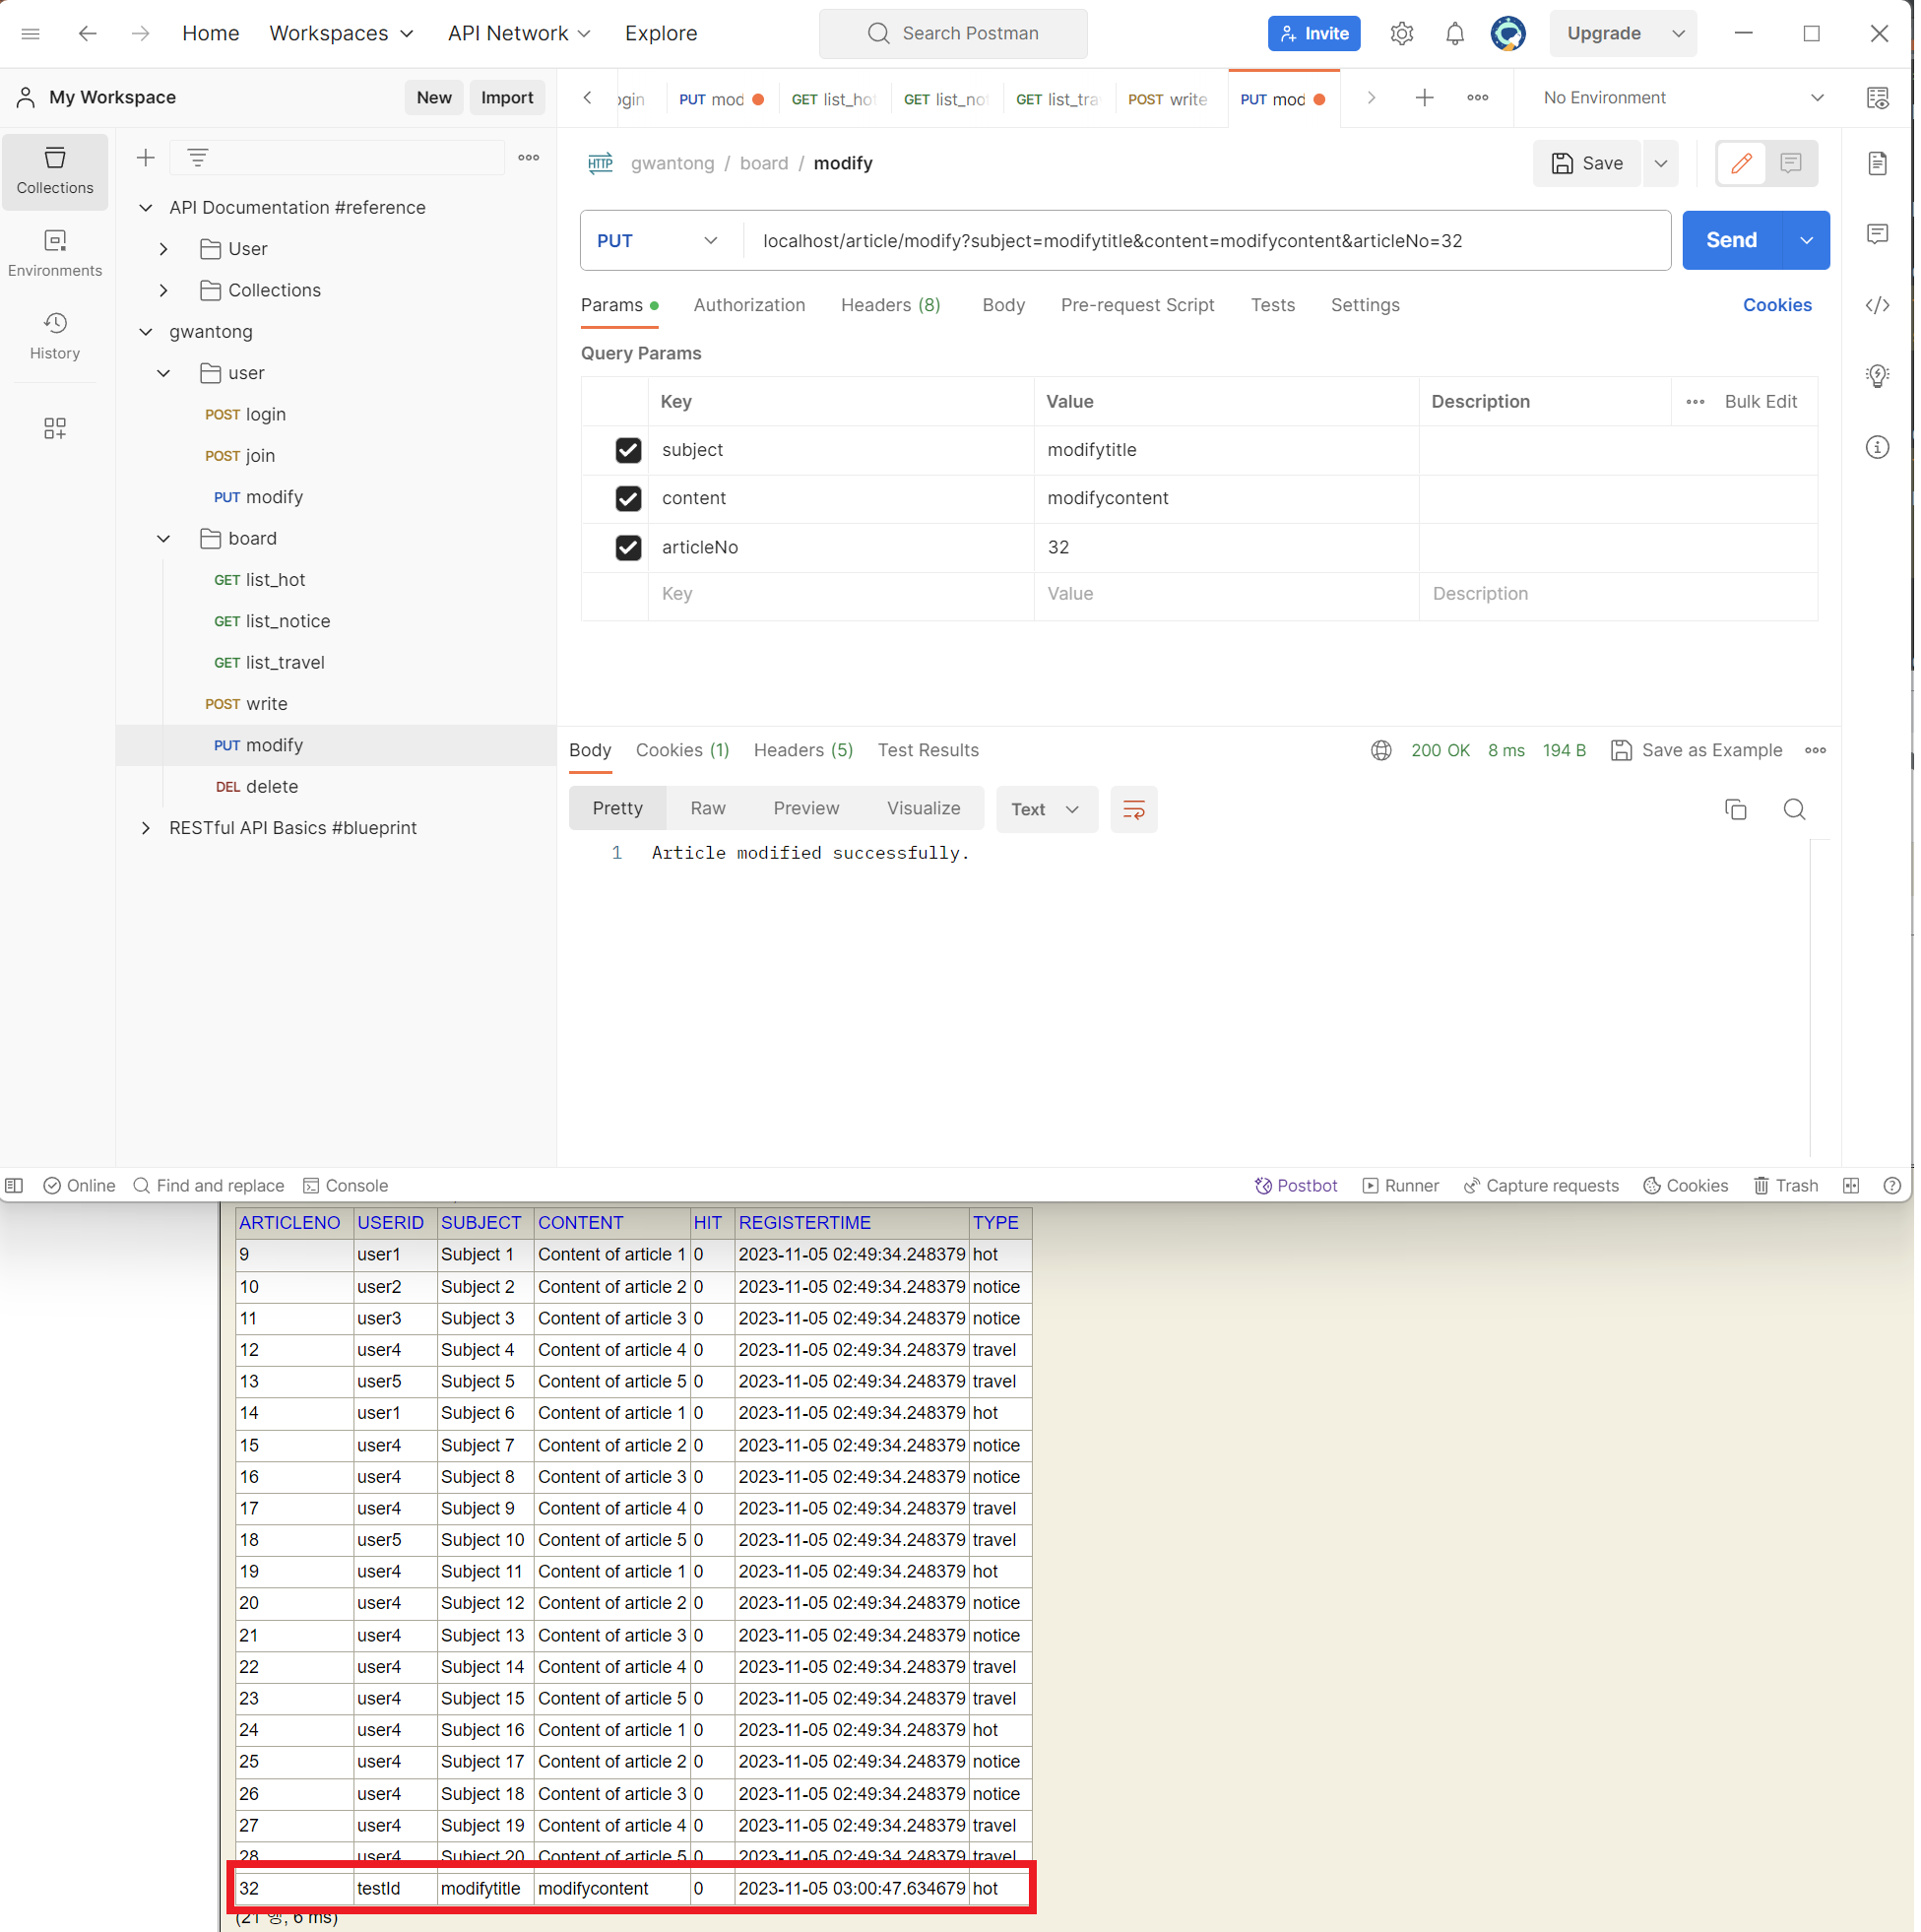 Home Workspaces API Network Explore Search Postman Invite Upgrade
My Workspace New Import
ogin PUT mod GET list_ho GET list_no GET list_tra POST write PUT mod No Environment
Collections
Environments
History
API Documentation #reference
User
Collections
gwantong
user
POST login
POST join
PUT modify
board
GET list_hot
GET list_notice
GET list_travel
POST write
PUT modify
DEL delete
RESTful API Basics #blueprint
HTTP gwantong / board / modify Save
PUT localhost/article/modify?subject=modifytitle&content=modifycontent&articleNo=32 Send
Params Authorization Headers (8) Body Pre-request Script Tests Settings Cookies
Query Params
Key Value Description Bulk Edit
subject modifytitle
content modifycontent
articleNo 32
Key Value Description
Body Cookies (1) Headers (5) Test Results 200 OK 8 ms 194 B Save as Example
Pretty Raw Preview Visualize Text
1 Article modified successfully.
Online Find and replace Console Postbot Runner Capture requests Cookies Trash
ARTICLENO USERID SUBJECT CONTENT HIT REGISTERTIME TYPE
9 user1 Subject 1 Content of article 1 0 2023-11-05 02:49:34.248379 hot
10 user2 Subject 2 Content of article 2 0 2023-11-05 02:49:34.248379 notice
11 user3 Subject 3 Content of article 3 0 2023-11-05 02:49:34.248379 notice
12 user4 Subject 4 Content of article 4 0 2023-11-05 02:49:34.248379 travel
13 user5 Subject 5 Content of article 5 0 2023-11-05 02:49:34.248379 travel
14 user1 Subject 6 Content of article 1 0 2023-11-05 02:49:34.248379 hot
15 user4 Subject 7 Content of article 2 0 2023-11-05 02:49:34.248379 notice
16 user4 Subject 8 Content of article 3 0 2023-11-05 02:49:34.248379 notice
17 user4 Subject 9 Content of article 4 0 2023-11-05 02:49:34.248379 travel
18 user5 Subject 10 Content of article 5 0 2023-11-05 02:49:34.248379 travel
19 user4 Subject 11 Content of article 1 0 2023-11-05 02:49:34.248379 hot
20 user4 Subject 12 Content of article 2 0 2023-11-05 02:49:34.248379 notice
21 user4 Subject 13 Content of article 3 0 2023-11-05 02:49:34.248379 notice
22 user4 Subject 14 Content of article 4 0 2023-11-05 02:49:34.248379 travel
23 user4 Subject 15 Content of article 5 0 2023-11-05 02:49:34.248379 travel
24 user4 Subject 16 Content of article 1 0 2023-11-05 02:49:34.248379 hot
25 user4 Subject 17 Content of article 2 0 2023-11-05 02:49:34.248379 notice
26 user4 Subject 18 Content of article 3 0 2023-11-05 02:49:34.248379 notice
27 user4 Subject 19 Content of article 4 0 2023-11-05 02:49:34.248379 travel
28 user4 Subject 20 Content of article 5 0 2023-11-05 02:49:34.248379 travel
32 testId modifytitle modifycontent 0 2023-11-05 03:00:47.634679 hot
(21 행, 6 ms)